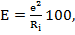 E = e²/Rᵢ 100,